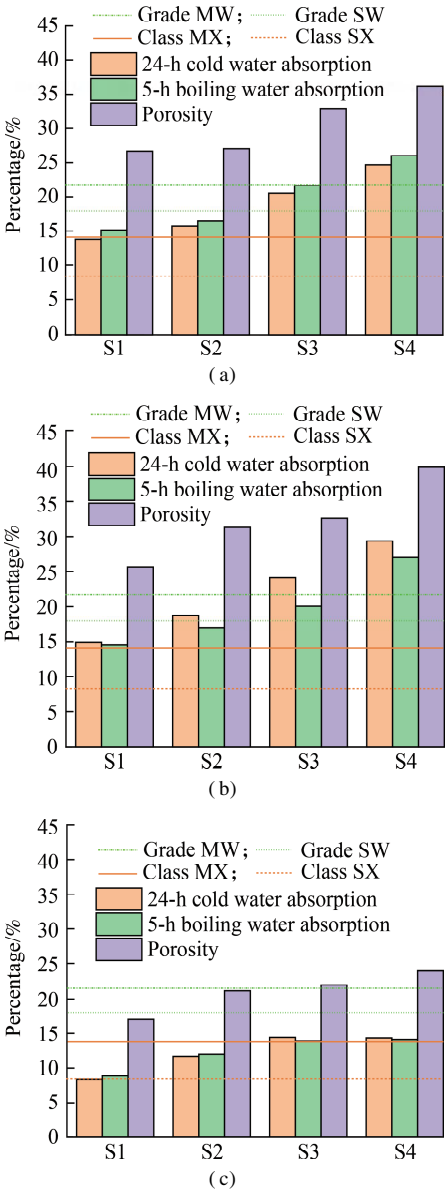 Grade MW; Grade SW
Class MX; Class SX
24-h cold water absorption
5-h boiling water absorption
Porosity
Percentage/%
45
40
35
30
25
20
15
10
5
0
S1 S2 S3 S4
(a)
Grade MW; Grade SW
Class MX; Class SX
24-h cold water absorption
5-h boiling water absorption
Porosity
Percentage/%
45
40
35
30
25
20
15
10
5
0
S1 S2 S3 S4
(b)
Grade MW; Grade SW
Class MX; Class SX
24-h cold water absorption
5-h boiling water absorption
Porosity
Percentage/%
45
40
35
30
25
20
15
10
5
0
S1 S2 S3 S4
(c)